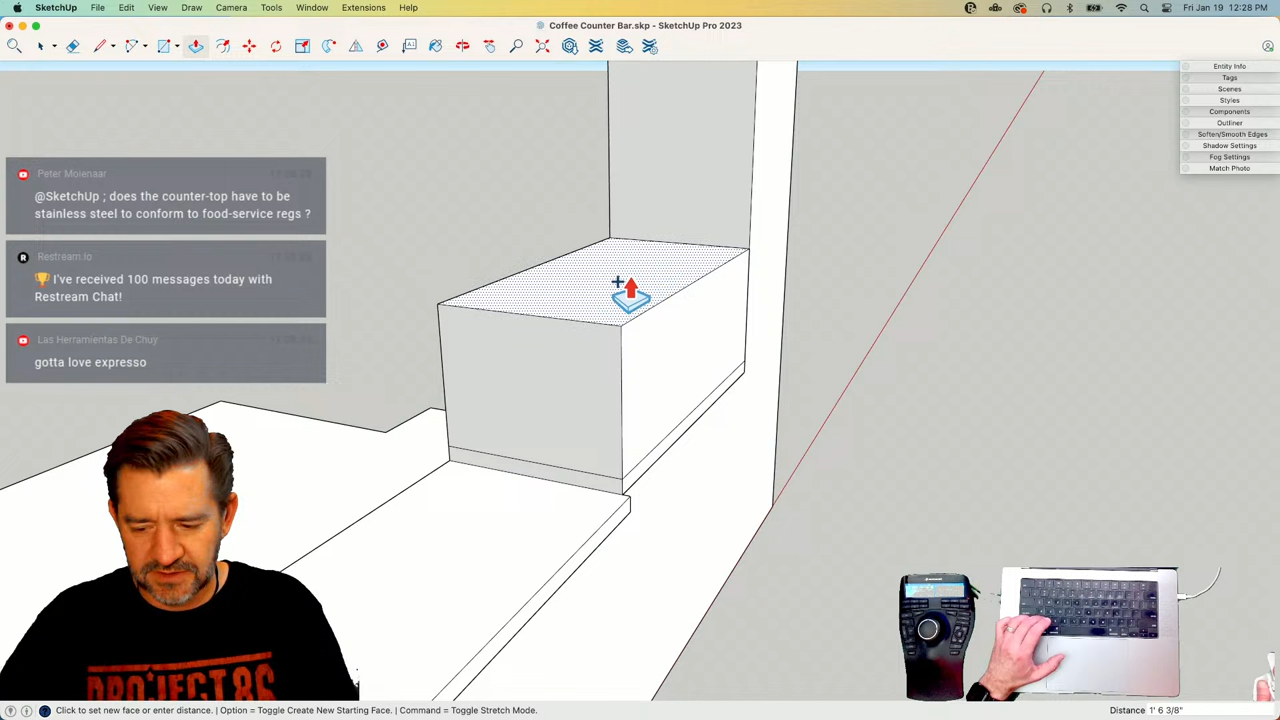 SketchUp File Edit View Draw Camera Tools Window Extensions Help
Fri Jan 19 12:28 PM
Coffee Counter Bar.skp - SketchUp Pro 2023
Entity Info
Tags
Scenes
Styles
Components
Outliner
Soften/Smooth Edges
Shadow Settings
Fog Settings
Match Photo
Peter Moienaar
@SketchUp ; does the counter-top have to be
stainless steel to conform to food-service regs ?
Restream.io
🏆 I've received 100 messages today with
Restream Chat!
Las Herramientas De Chuy
gotta love expresso
PROJECT86
Click to set new face or enter distance. | Option = Toggle Create New Starting Face. | Command = Toggle Stretch Mode.
Distance 1' 6 3/8"